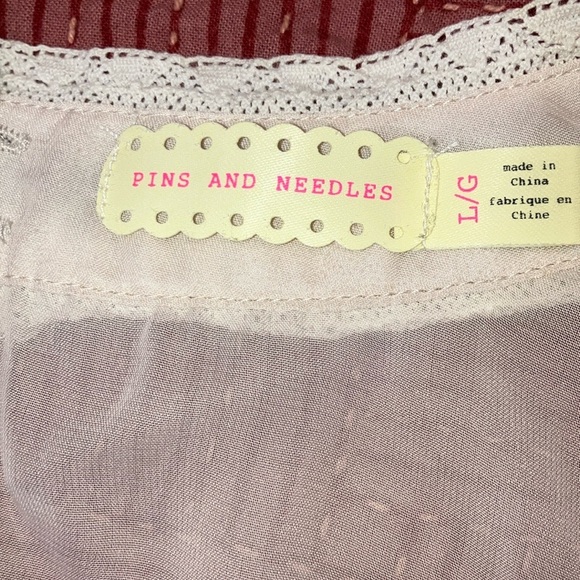 PINS AND NEEDLES
L/G
made in
China
fabrique en
Chine